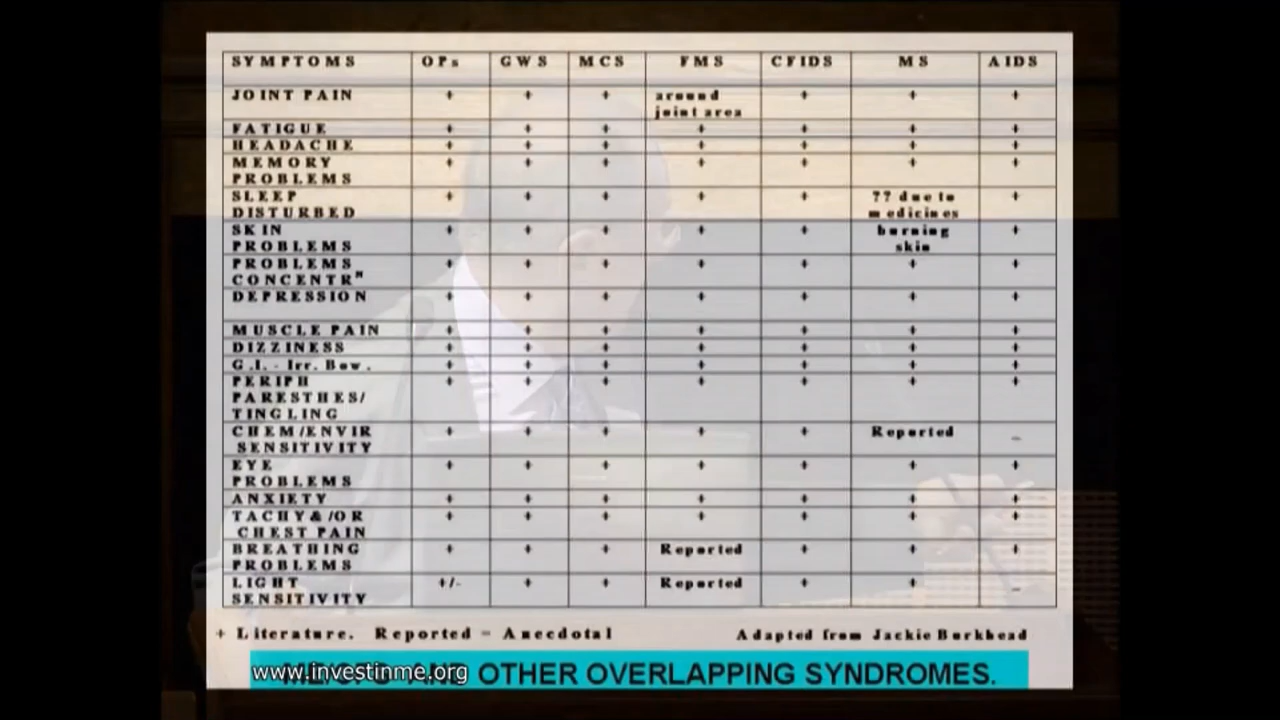 SYMPTOMS OPs GWS MCS FMS CFIDS MS AIDS
JOINT PAIN + + + around joint area + + +
FATIGUE + + + + + + +
HEADACHE + + + + + + +
MEMORY PROBLEMS + + + + + + +
SLEEP DISTURBED + + + + + ?? due to medicines +
SKIN PROBLEMS + + + + + burning skin +
PROBLEMS CONCENTRN + + + + + + +
DEPRESSION + + + + + + +
MUSCLE PAIN + + + + + + +
DIZZINESS + + + + + + +
G.I. - Irr. Bow. + + + + + + +
PERIPH PARESTHES/ TINGLING + + + + + + +
CHEM/ENVIR SENSITIVITY + + + + + Reported -
EYE PROBLEMS + + + + + + +
ANXIETY + + + + + + +
TACHY&/OR CHEST PAIN + + + + + + +
BREATHING PROBLEMS + + + Reported + + +
LIGHT SENSITIVITY +/- + + Reported + + -
+ Literature. Reported = Anecdotal Adapted from Jackie Burkhead
www.investinme.org OTHER OVERLAPPING SYNDROMES.